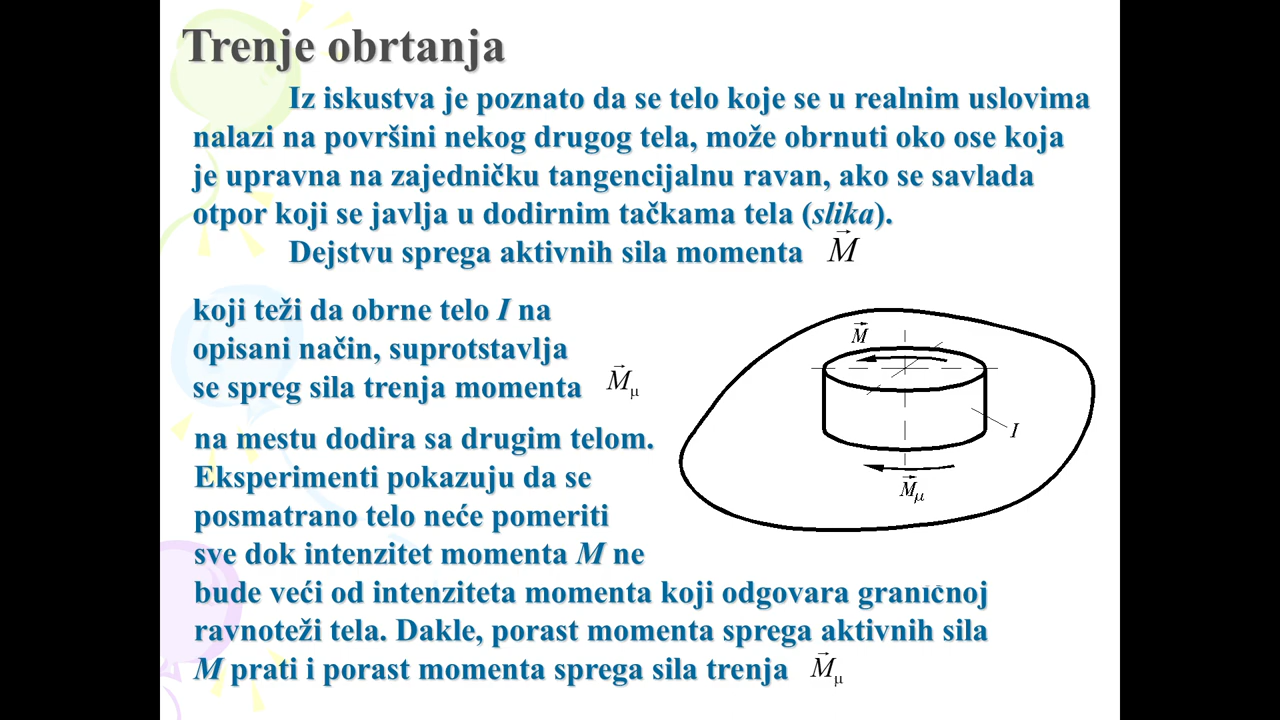 Trenje obrtanja
Iz iskustva je poznato da se telo koje se u realnim uslovima
nalazi na površini nekog drugog tela, može obrnuti oko ose koja
je upravna na zajedničku tangencijalnu ravan, ako se savlada
otpor koji se javlja u dodirnim tačkama tela (slika).
Dejstvu sprega aktivnih sila momenta M⃗
koji teži da obrne telo I na
opisani način, suprotstavlja
se spreg sila trenja momenta M⃗μ
na mestu dodira sa drugim telom.
Eksperimenti pokazuju da se
posmatrano telo neće pomeriti
sve dok intenzitet momenta M ne
bude veći od intenziteta momenta koji odgovara graničnoj
ravnoteži tela. Dakle, porast momenta sprega aktivnih sila
M prati i porast momenta sprega sila trenja M⃗μ
M⃗
I
M⃗μ